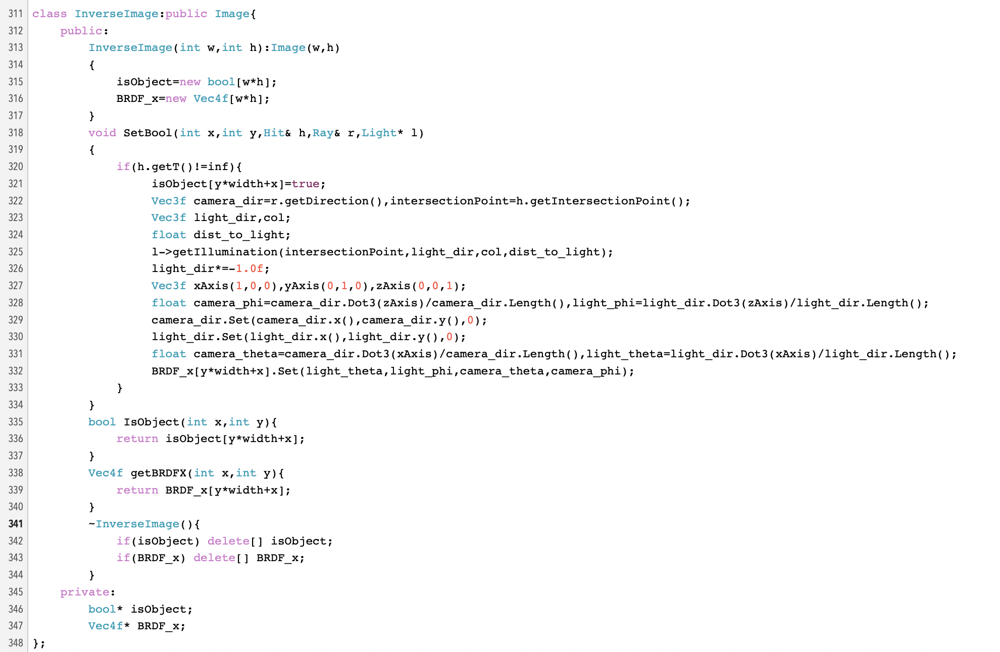 311 class InverseImage:public Image{
312     public:
313         InverseImage(int w,int h):Image(w,h)
314         {
315             isObject=new bool[w*h];
316             BRDF_x=new Vec4f[w*h];
317         }
318         void SetBool(int x,int y,Hit& h,Ray& r,Light* l)
319         {
320             if(h.getT()!=inf){
321                  isObject[y*width+x]=true;
322                  Vec3f camera_dir=r.getDirection(),intersectionPoint=h.getIntersectionPoint();
323                  Vec3f light_dir,col;
324                  float dist_to_light;
325                  l->getIllumination(intersectionPoint,light_dir,col,dist_to_light);
326                  light_dir*=-1.0f;
327                  Vec3f xAxis(1,0,0),yAxis(0,1,0),zAxis(0,0,1);
328                  float camera_phi=camera_dir.Dot3(zAxis)/camera_dir.Length(),light_phi=light_dir.Dot3(zAxis)/light_dir.Length();
329                  camera_dir.Set(camera_dir.x(),camera_dir.y(),0);
330                  light_dir.Set(light_dir.x(),light_dir.y(),0);
331                  float camera_theta=camera_dir.Dot3(xAxis)/camera_dir.Length(),light_theta=light_dir.Dot3(xAxis)/light_dir.Length();
332                  BRDF_x[y*width+x].Set(light_theta,light_phi,camera_theta,camera_phi);
333             }
334         }
335         bool IsObject(int x,int y){
336             return isObject[y*width+x];
337         }
338         Vec4f getBRDFX(int x,int y){
339             return BRDF_x[y*width+x];
340         }
341         ~InverseImage(){
342             if(isObject) delete[] isObject;
343             if(BRDF_x) delete[] BRDF_x;
344         }
345     private:
346         bool* isObject;
347         Vec4f* BRDF_x;
348 };